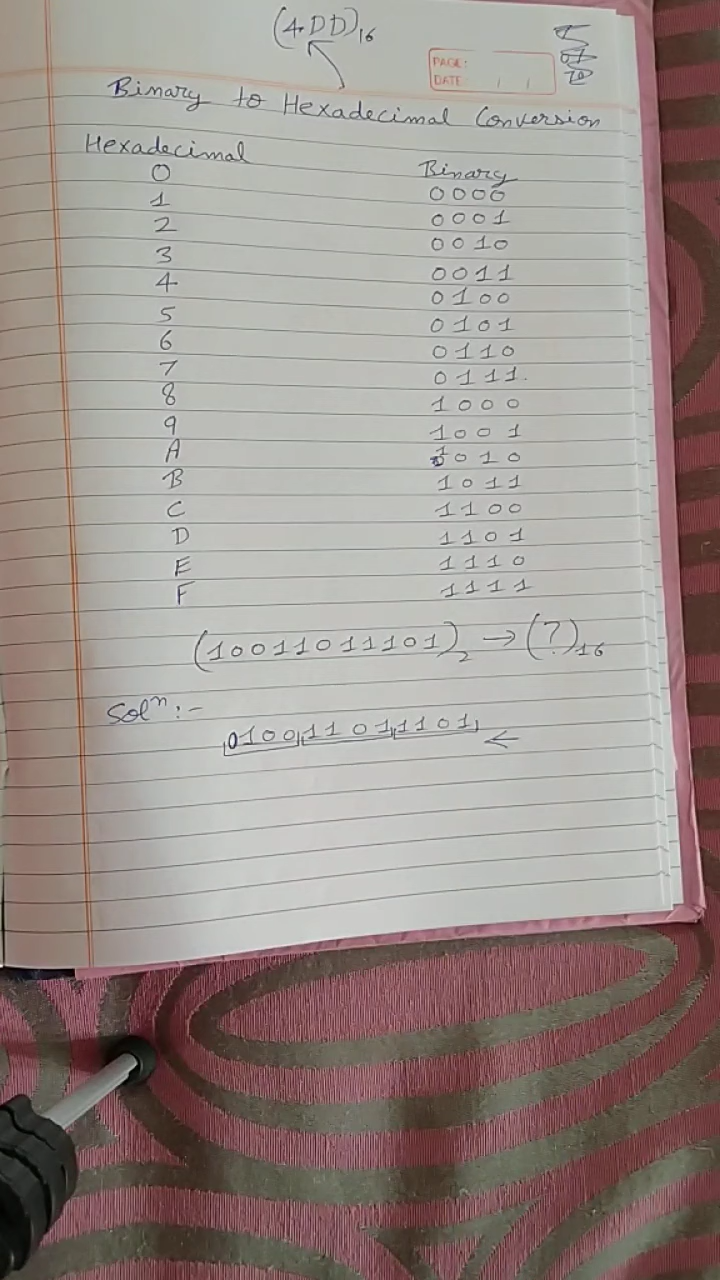 (4DD)16
PAGE:
DATE: / /
Binary to Hexadecimal Conversion
Hexadecimal Binary
0 0000
1 0001
2 0010
3 0011
4 0100
5 0101
6 0110
7 0111.
8 1000
9 1001
A 1010
B 1011
C 1100
D 1101
E 1110
F 1111
(10011011101)2 → (?)16
Solⁿ:-
0100 1101 1101 ←